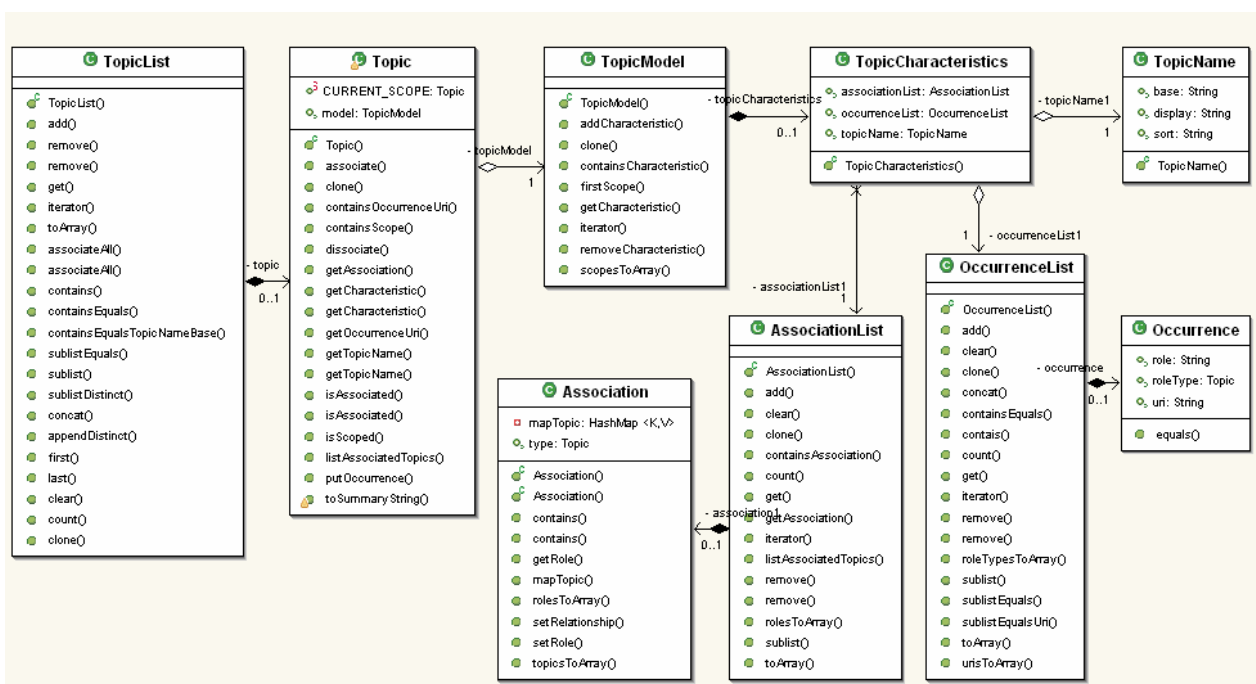 TopicList
TopicList()
add()
remove()
remove()
get()
iterator()
toArray()
associateAll()
associateAll()
contains()
containsEquals()
containsEqualsTopicNameBase()
sublistEquals()
sublist()
sublistDistinct()
concat()
appendDistinct()
first()
last()
clear()
count()
clone()
- topic
0..1
Topic
CURRENT_SCOPE: Topic
model: TopicModel
Topic()
associate()
clone()
containsOccurrenceUri()
containsScope()
dissociate()
getAssociation()
getCharacteristic()
getCharacteristic()
getOccurrenceUri()
getTopicName()
getTopicName()
isAssociated()
isAssociated()
isScoped()
listAssociatedTopics()
putOccurrence()
toSummaryString()
- topicModel
1
TopicModel
TopicModel()
addCharacteristic()
clone()
containsCharacteristic()
firstScope()
getCharacteristic()
iterator()
removeCharacteristic()
scopesToArray()
- topicCharacteristics
0..1
TopicCharacteristics
associationList: AssociationList
occurrenceList: OccurrenceList
topicName: TopicName
TopicCharacteristics()
- topicName1
1
TopicName
base: String
display: String
sort: String
TopicName()
- associationList1
1
1
- occurrenceList1
Association
mapTopic: HashMap <K,V>
type: Topic
Association()
Association()
contains()
contains()
getRole()
mapTopic()
rolesToArray()
setRelationship()
setRole()
topicsToArray()
- association1
0..1
AssociationList
AssociationList()
add()
clear()
clone()
containsAssociation()
count()
get()
getAssociation()
iterator()
listAssociatedTopics()
remove()
remove()
rolesToArray()
sublist()
toArray()
OccurrenceList
OccurrenceList()
add()
clear()
clone()
concat()
containsEquals()
contais()
count()
get()
iterator()
remove()
remove()
roleTypesToArray()
sublist()
sublistEquals()
sublistEqualsUri()
toArray()
urisToArray()
- occurrence
0..1
Occurrence
role: String
roleType: Topic
uri: String
equals()